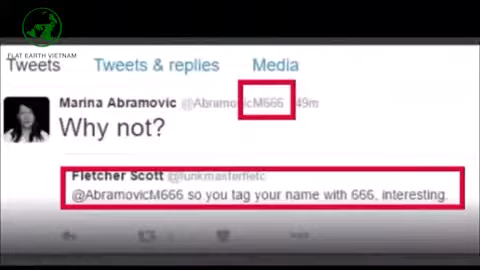 FLAT EARTH VIETNAM
Tweets Tweets & replies Media
Marina Abramovic @AbramovicM666 49m
Why not?
Fletcher Scott @funkmasterfletc
@AbramovicM666 so you tag your name with 666, interesting.